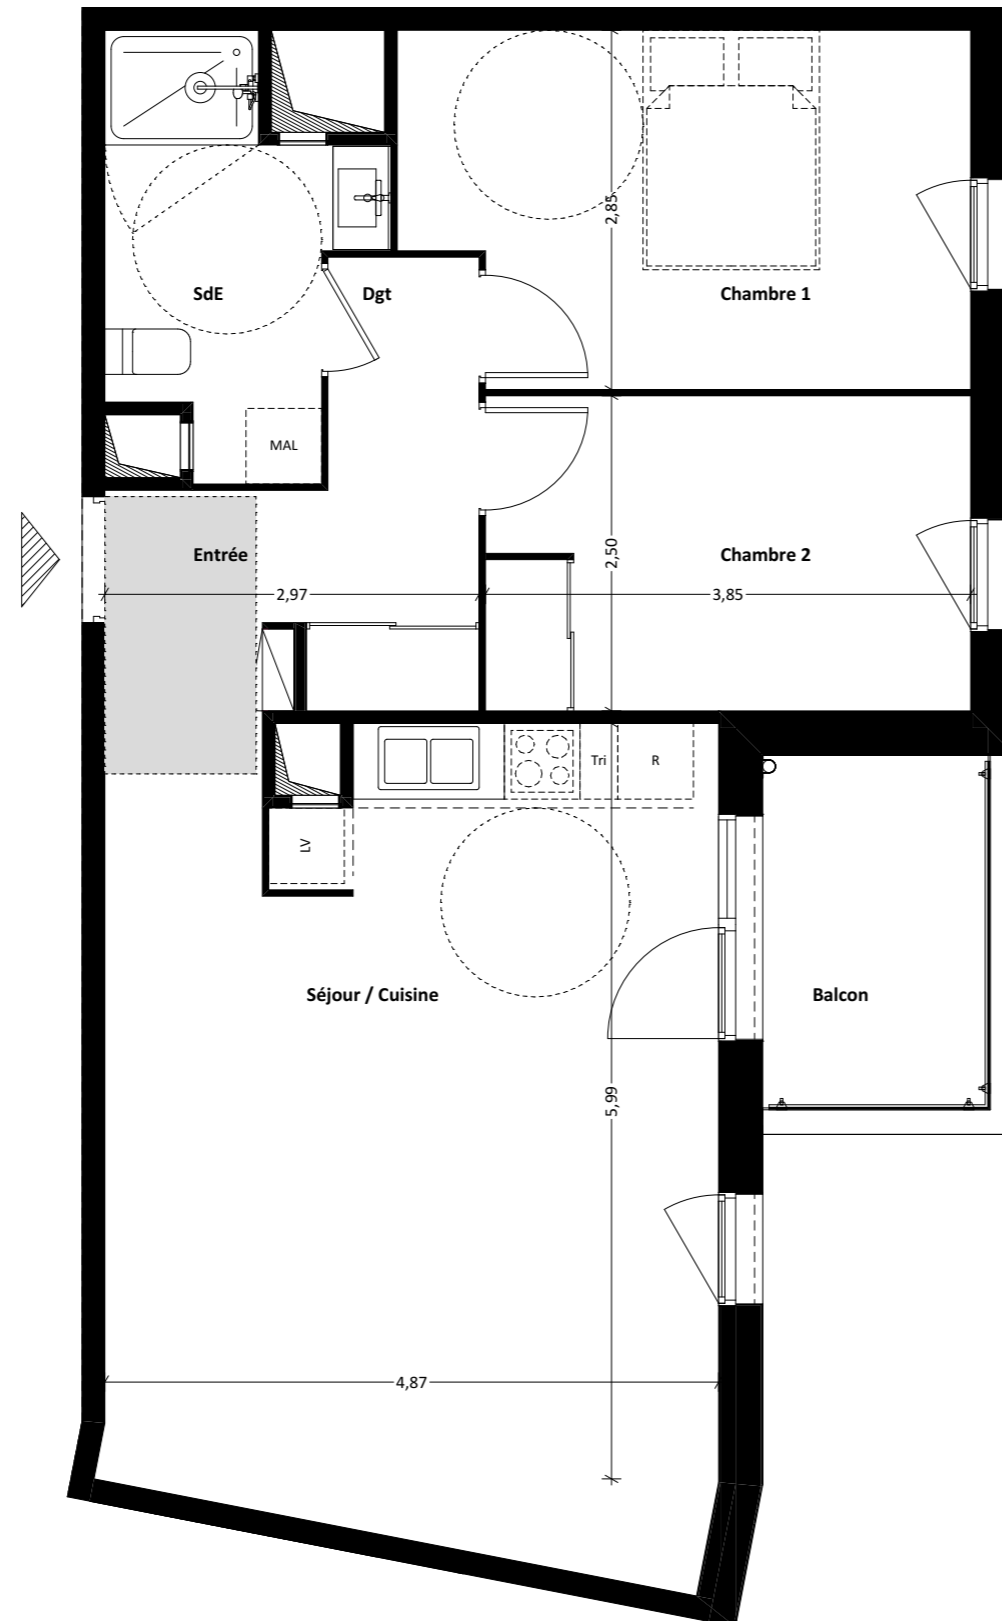 2,85
SdE
Dgt
Chambre 1
MAL
Entrée
2,50
Chambre 2
2,97
3,85
Tri
R
LV
Séjour / Cuisine
Balcon
5,99
4,87